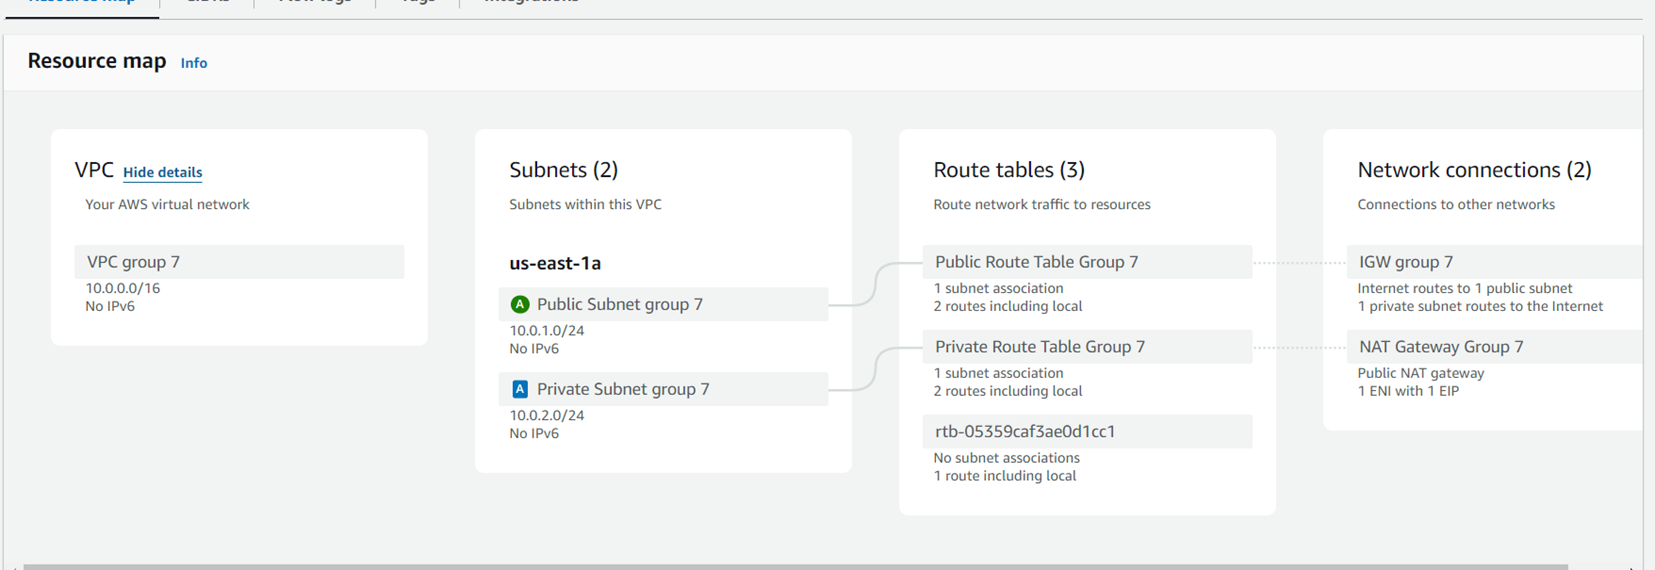 Resource map
Info
VPC Hide details
Your AWS virtual network
VPC group 7
10.0.0.0/16
No IPv6
Subnets (2)
Subnets within this VPC
us-east-1a
A Public Subnet group 7
10.0.1.0/24
No IPv6
A Private Subnet group 7
10.0.2.0/24
No IPv6
Route tables (3)
Route network traffic to resources
Public Route Table Group 7
1 subnet association
2 routes including local
Private Route Table Group 7
1 subnet association
2 routes including local
rtb-05359caf3ae0d1cc1
No subnet associations
1 route including local
Network connections (2)
Connections to other networks
IGW group 7
Internet routes to 1 public subnet
1 private subnet routes to the Internet
NAT Gateway Group 7
Public NAT gateway
1 ENI with 1 EIP